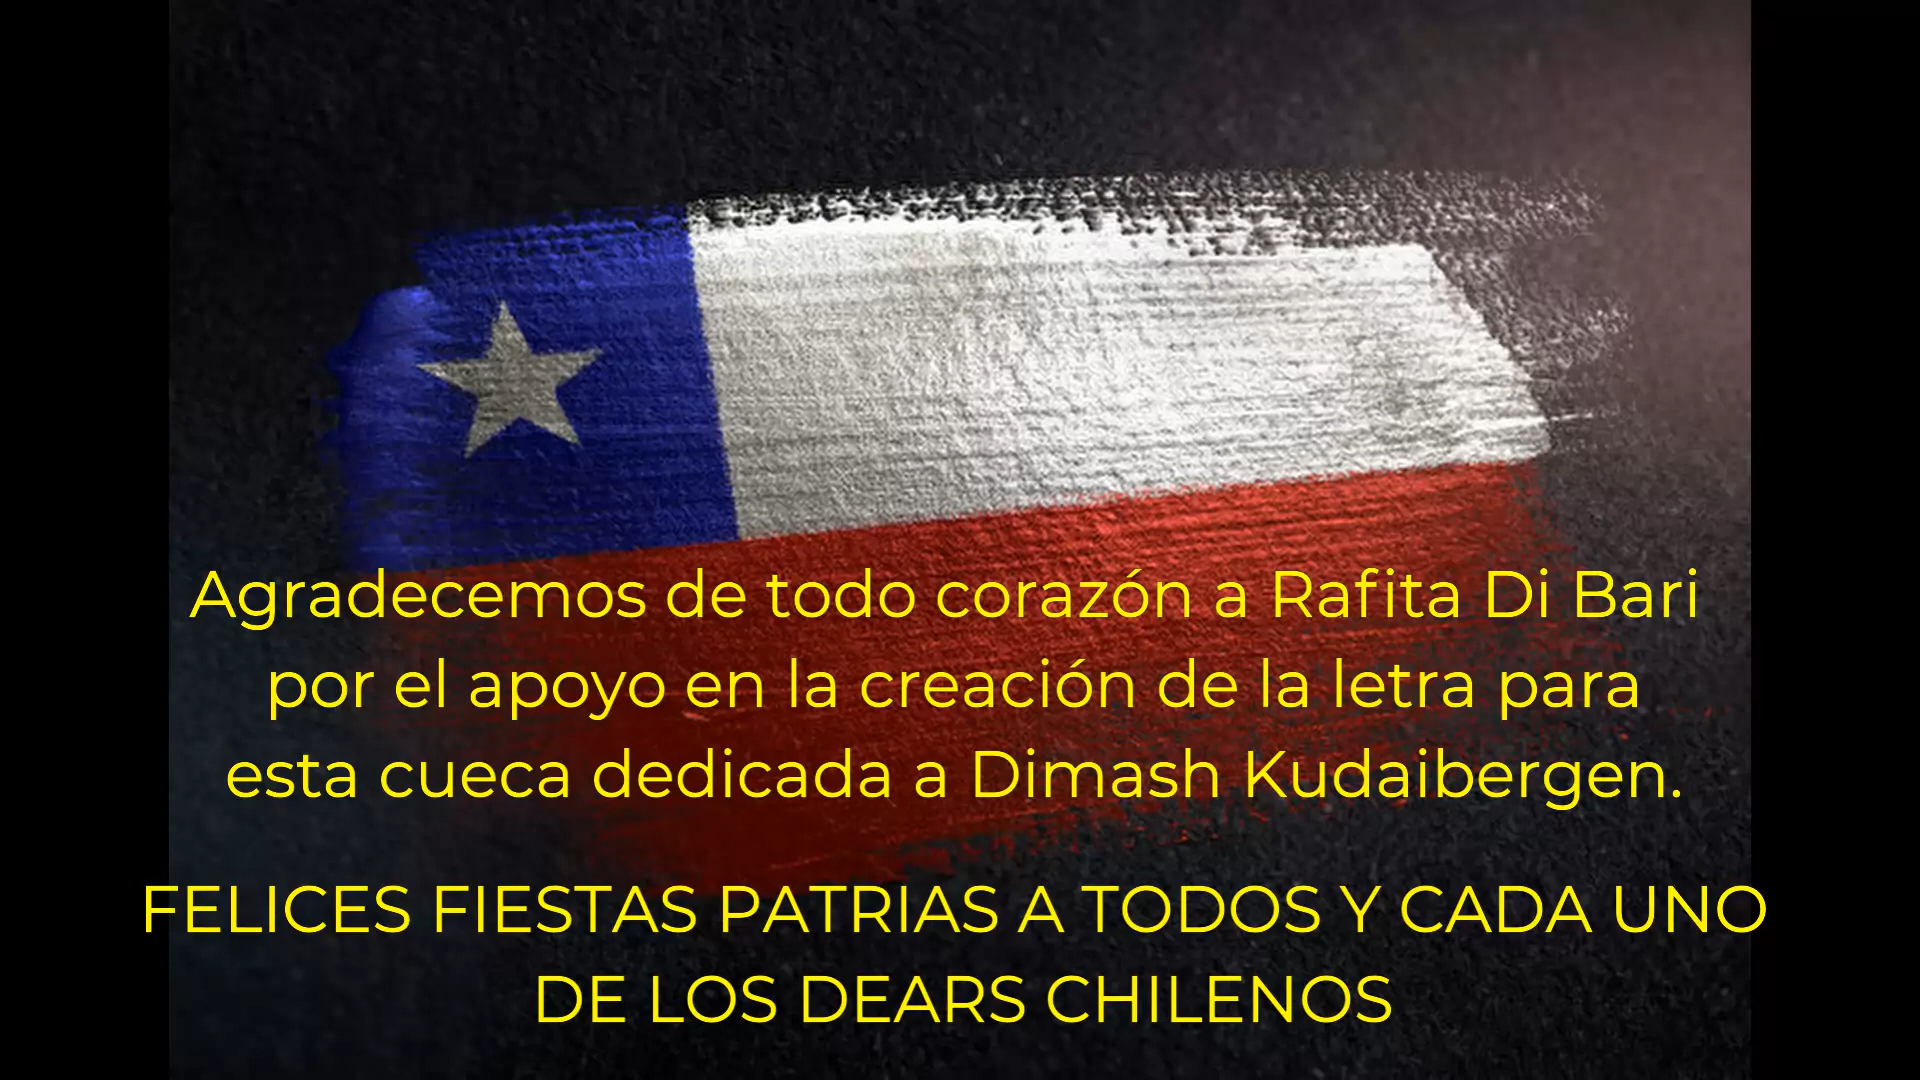 Agradecemos de todo corazón a Rafita Di Bari
por el apoyo en la creación de la letra para
esta cueca dedicada a Dimash Kudaibergen.
FELICES FIESTAS PATRIAS A TODOS Y CADA UNO
DE LOS DEARS CHILENOS